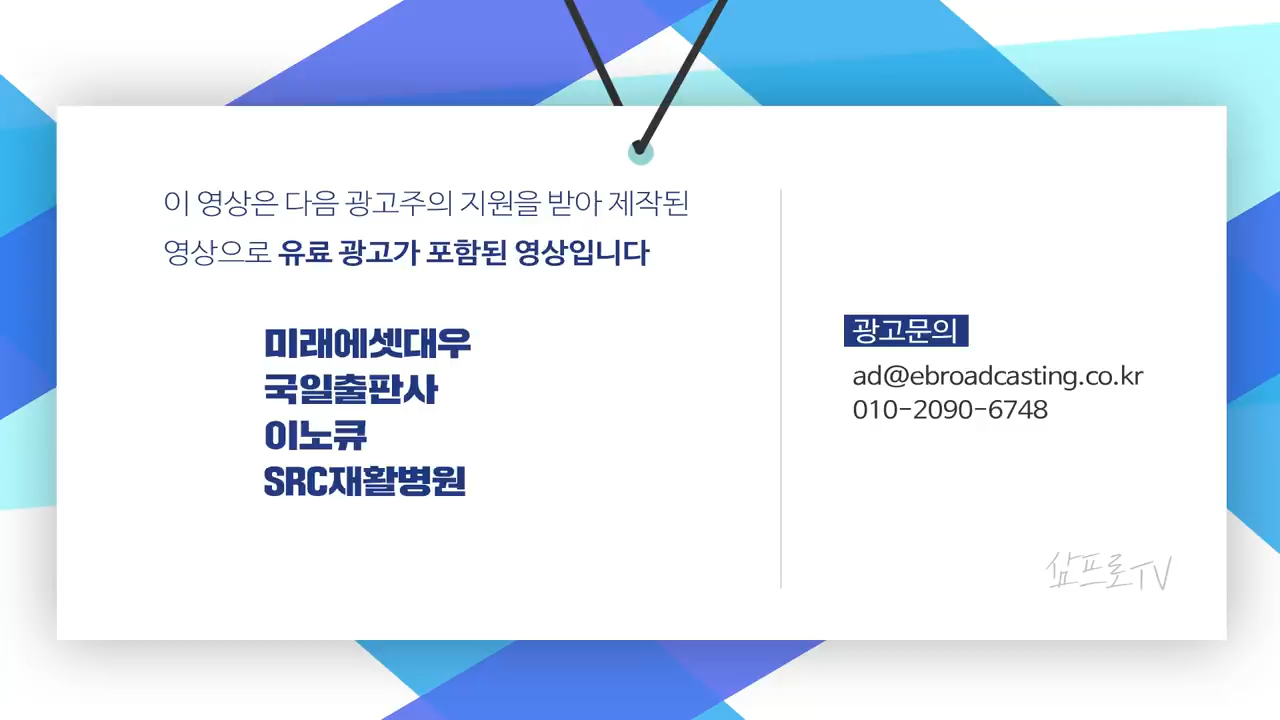 이 영상은 다음 광고주의 지원을 받아 제작된
영상으로 유료 광고가 포함된 영상입니다
미래에셋대우
국일출판사
이노큐
SRC재활병원
광고문의
ad@ebroadcasting.co.kr
010-2090-6748
삼프로TV